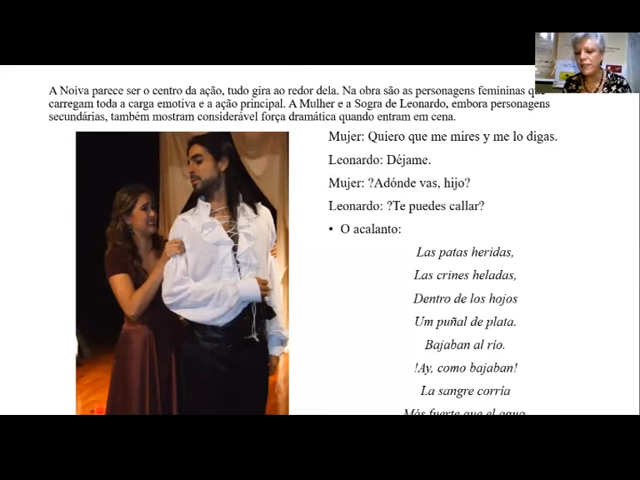 A Noiva parece ser o centro da ação, tudo gira ao redor dela. Na obra são as personagens femininas
carregam toda a carga emotiva e a ação principal. A Mulher e a Sogra de Leonardo, embora personagens
secundárias, também mostram considerável força dramática quando entram em cena.
Mujer: Quiero que me mires y me lo digas.
Leonardo: Déjame.
Mujer: ?Adónde vas, hijo?
Leonardo: ?Te puedes callar?
• O acalanto:
Las patas heridas,
Las crines heladas,
Dentro de los hojos
Um puñal de plata.
Bajaban al río.
!Ay, como bajaban!
La sangre corría
Más fuerte que el agua